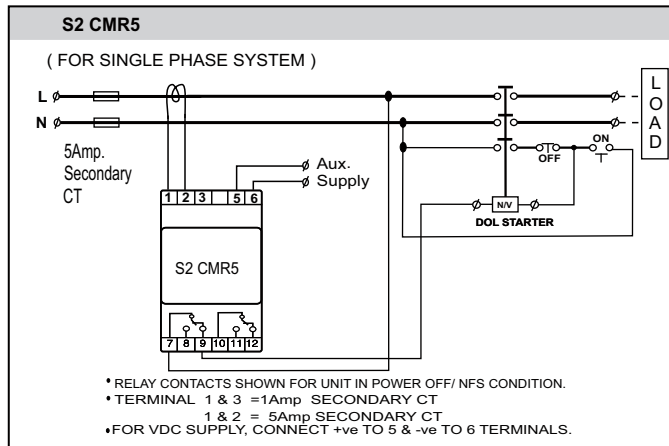 S2 CMR5
( FOR SINGLE PHASE SYSTEM )
L
N
LOAD
5Amp.
Secondary
CT
Aux.
Supply
OFF
ON
N/V
DOL STARTER
1 2 3 5 6
S2 CMR5
7 8 9 10 11 12
• RELAY CONTACTS SHOWN FOR UNIT IN POWER OFF/ NFS CONDITION.
• TERMINAL 1 & 3 =1Amp SECONDARY CT
1 & 2 = 5Amp SECONDARY CT
•FOR VDC SUPPLY, CONNECT +ve TO 5 & -ve TO 6 TERMINALS.